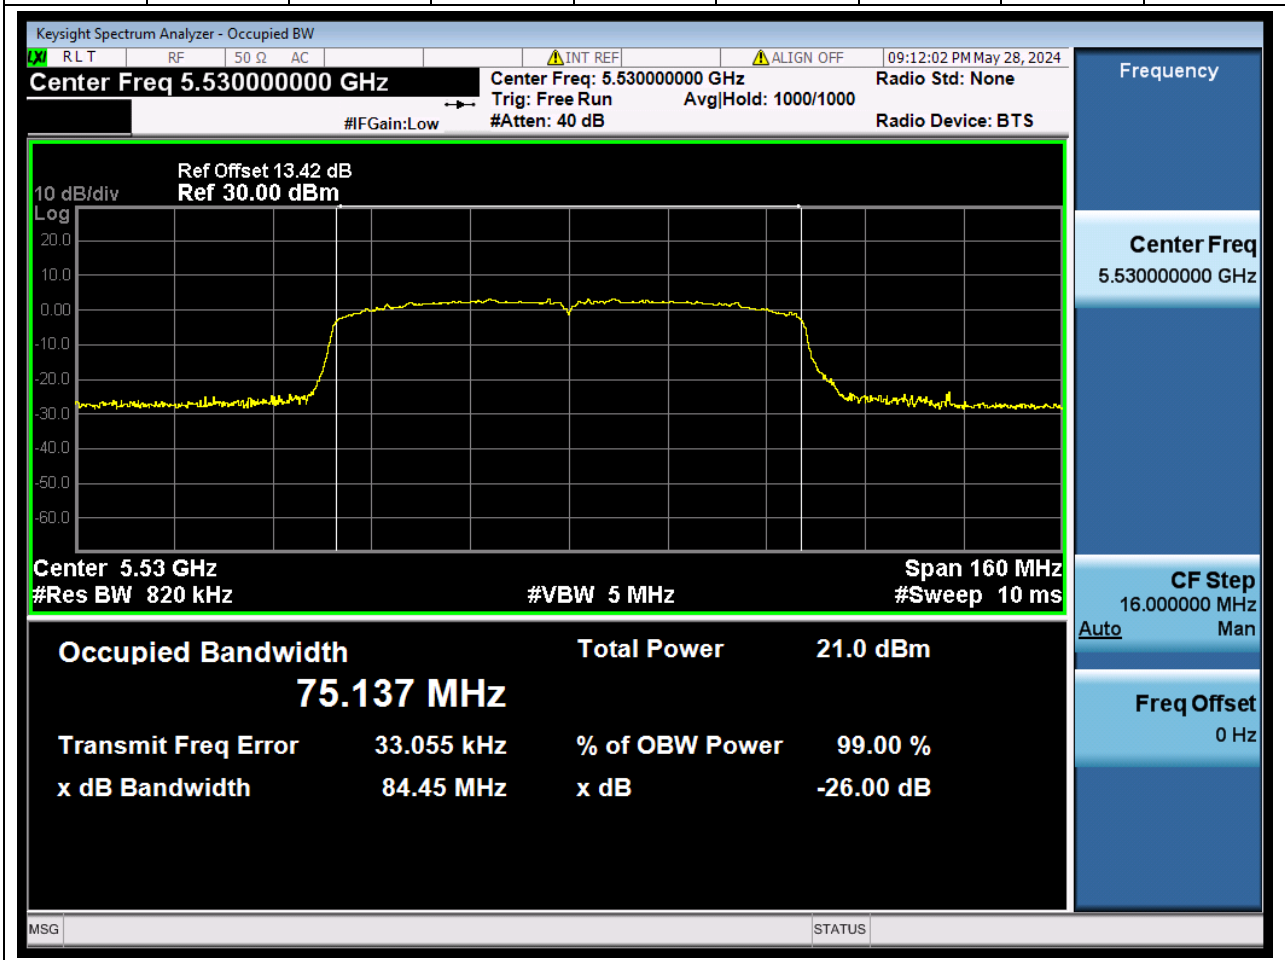 Keysight Spectrum Analyzer - Occupied BW
LXI RLT RF 50 Ω AC INT REF ALIGN OFF 09:12:02 PM May 28, 2024
Center Freq 5.530000000 GHz
Center Freq: 5.530000000 GHz
Radio Std: None
Trig: Free Run Avg|Hold: 1000/1000
#IFGain:Low
#Atten: 40 dB
Radio Device: BTS
Ref Offset 13.42 dB
10 dB/div Ref 30.00 dBm
Log
20.0
10.0
0.00
-10.0
-20.0
-30.0
-40.0
-50.0
-60.0
Center 5.53 GHz Span 160 MHz
#Res BW 820 kHz #VBW 5 MHz #Sweep 10 ms
Occupied Bandwidth Total Power 21.0 dBm
75.137 MHz
Transmit Freq Error 33.055 kHz % of OBW Power 99.00 %
x dB Bandwidth 84.45 MHz x dB -26.00 dB
Frequency
Center Freq
5.530000000 GHz
CF Step
16.000000 MHz
Auto Man
Freq Offset
0 Hz
MSG STATUS